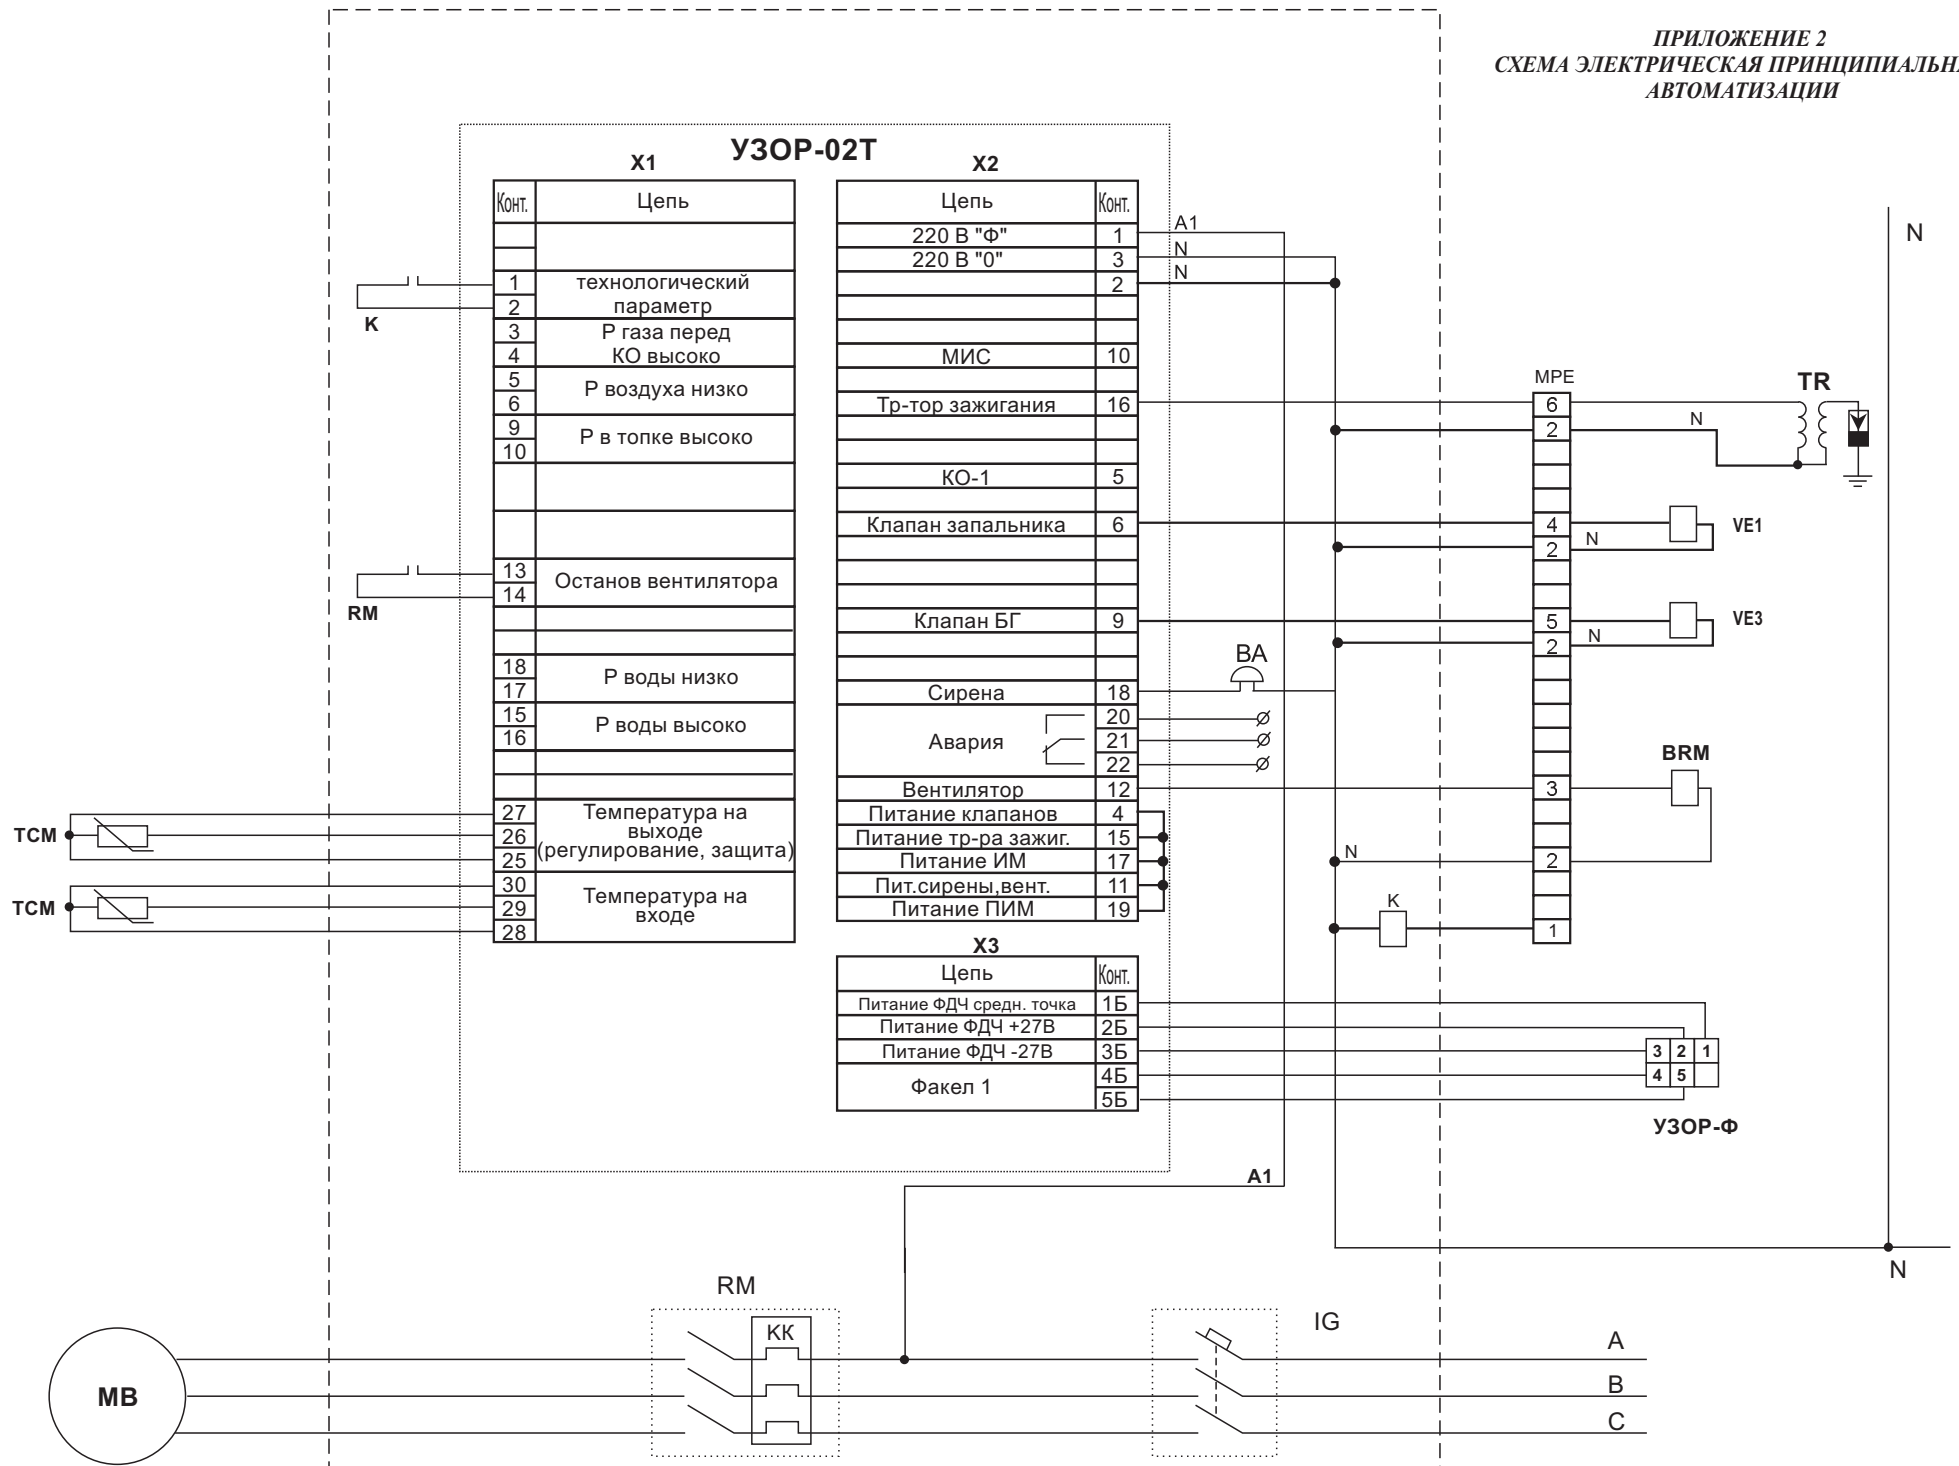 ПРИЛОЖЕНИЕ 2
СХЕМА ЭЛЕКТРИЧЕСКАЯ ПРИНЦИПИАЛЬНА
АВТОМАТИЗАЦИИ
УЗОР-02Т
X1
Конт. Цепь
1 технологический
2 параметр
3 Р газа перед
4 КО высоко
5
Р воздуха низко
6
9
Р в топке высоко
10
13
Останов вентилятора
14
18
Р воды низко
17
15
Р воды высоко
16
27 Температура на
26 выходе
25 (регулирование, защита)
30
29 Температура на
входе
28
K
RM
ТСМ
ТСМ
X2
Цепь Конт.
220 В "Ф" 1
220 В "0" 3
2
МИС 10
Тр-тор зажигания 16
КО-1 5
Клапан запальника 6
Клапан БГ 9
Сирена 18
20
Авария 21
22
Вентилятор 12
Питание клапанов 4
Питание тр-ра зажиг. 15
Питание ИМ 17
Пит.сирены,вент. 11
Питание ПИМ 19
X3
Цепь Конт.
Питание ФДЧ средн. точка 1Б
Питание ФДЧ +27В 2Б
Питание ФДЧ -27В 3Б
Факел 1 4Б
5Б
A1
N
N
BA
MPE
6
2
4
2
5
2
3
2
1
TR
N
VE1
N
VE3
N
BRM
N
K
N
3 2 1
4 5
УЗОР-Ф
A1
N
RM
KK
IG
A
B
C
MB